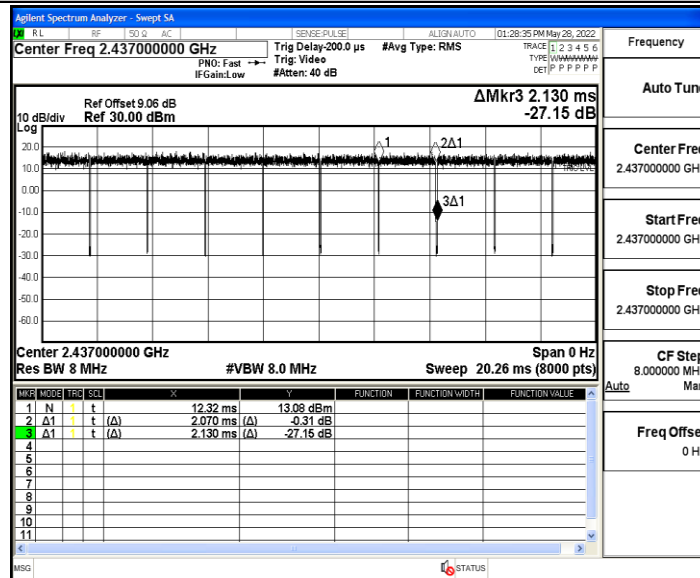 Agilent Spectrum Analyzer - Swept SA
RL RF 50 Ω AC SENSE:PULSE ALIGNAUTO 01:28:35 PM May 28, 2022
Center Freq 2.437000000 GHz
PNO: Fast
IFGain:Low
Trig Delay-200.0 µs
Trig: Video
#Atten: 40 dB
#Avg Type: RMS
TRACE 1 2 3 4 5 6
TYPE WWWWWW
DET P P P P P P
ΔMkr3 2.130 ms
-27.15 dB
Ref Offset 9.06 dB
10 dB/div Ref 30.00 dBm
Log
20.0
10.0
0.00
-10.0
-20.0
-30.0
-40.0
-50.0
-60.0
1
2Δ1
3Δ1
TRIG LVL
Center 2.437000000 GHz Span 0 Hz
Res BW 8 MHz #VBW 8.0 MHz Sweep 20.26 ms (8000 pts)
MKR MODE TRC SCL X Y FUNCTION FUNCTION WIDTH FUNCTION VALUE
1 N 1 t 12.32 ms 13.08 dBm
2 Δ1 1 t (Δ) 2.070 ms (Δ) -0.31 dB
3 Δ1 1 t (Δ) 2.130 ms (Δ) -27.15 dB
4
5
6
7
8
9
10
11
MSG STATUS
Frequency
Auto Tun
Center Fre
2.437000000 GH
Start Fre
2.437000000 GH
Stop Fre
2.437000000 GH
CF Step
8.000000 MH
Auto Ma
Freq Offse
0 H